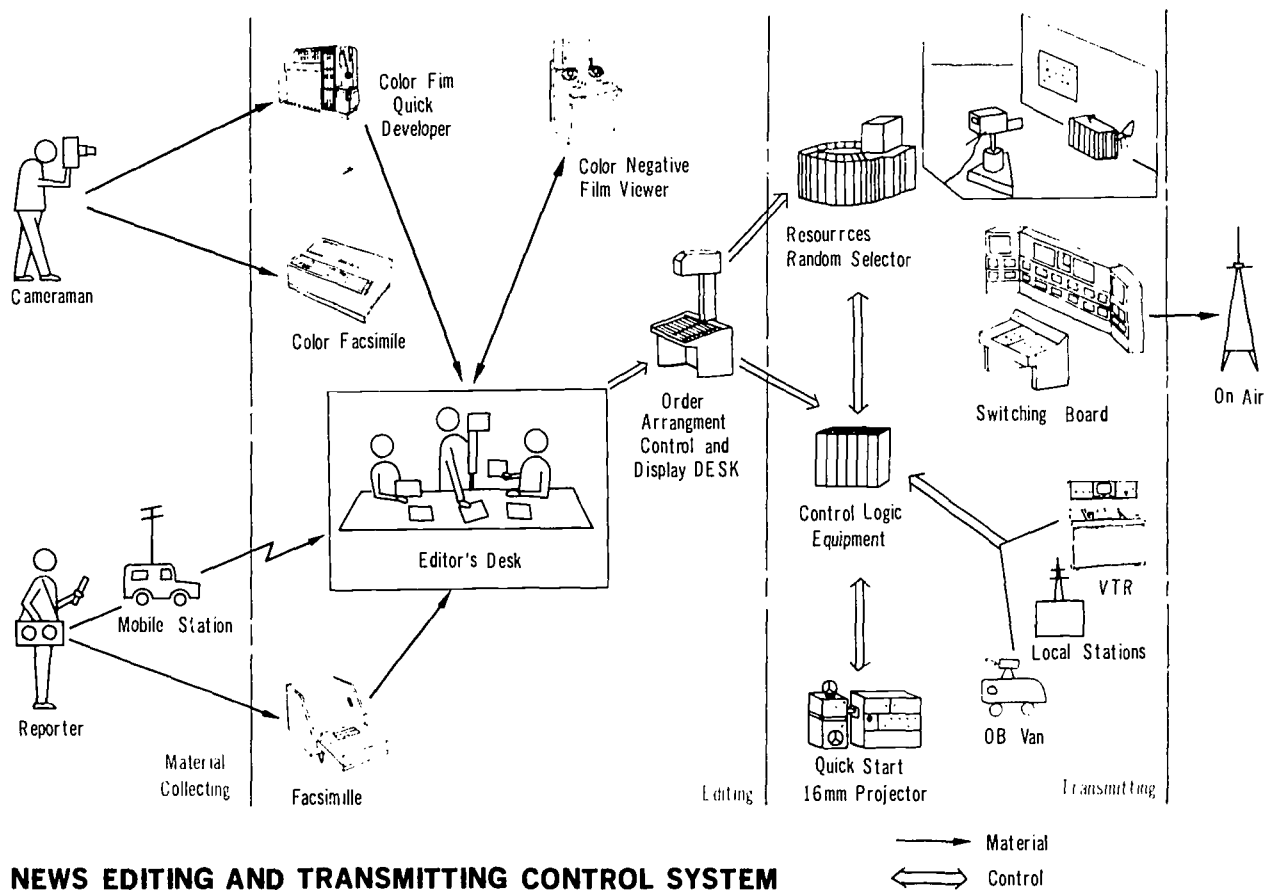 Color Fim
Quick
Developer
Color Negative
Film Viewer
Cameraman
Color Facsimile
Resourrces
Random Selector
Switching Board
On Air
Order
Arrangment
Control and
Display DESK
Editor's Desk
Control Logic
Equipment
VTR
Mobile Station
Local Stations
Reporter
OB Van
Material
Collecting
Facsimille
Editing
Quick Start
16mm Projector
Transmitting
Material
Control
NEWS EDITING AND TRANSMITTING CONTROL SYSTEM